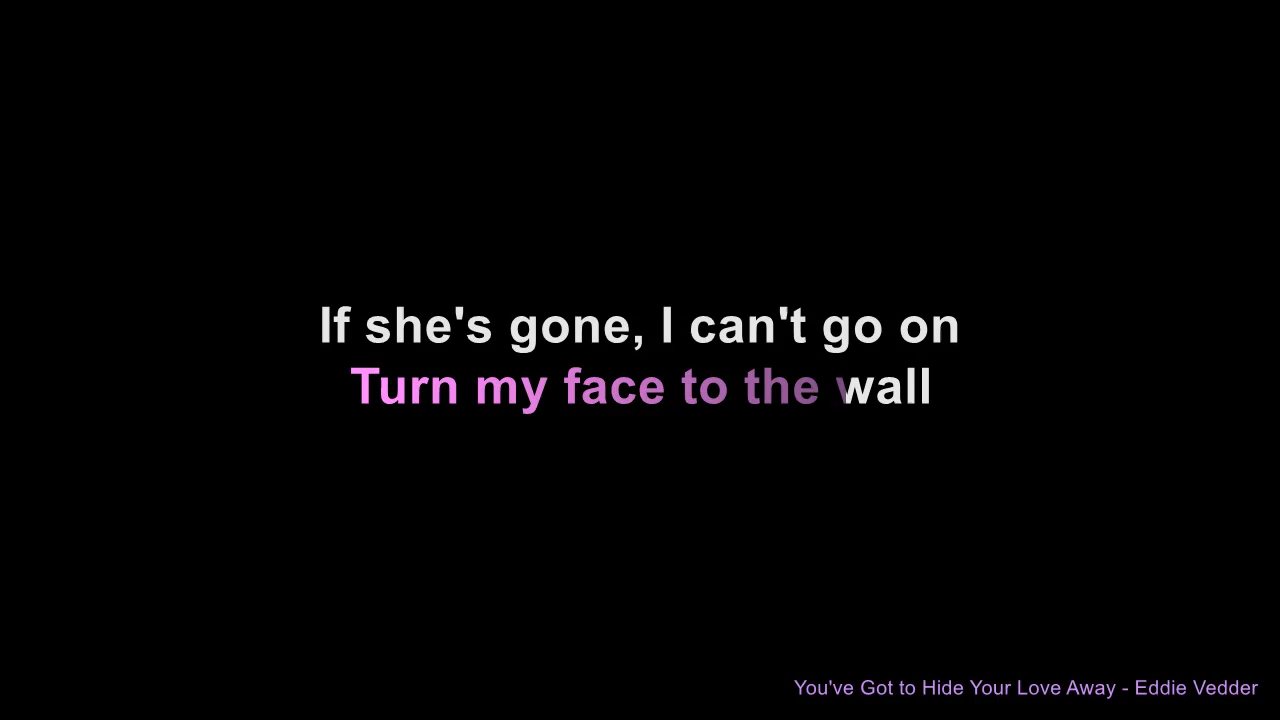 If she's gone, I can't go on
Turn my face to the wall
You've Got to Hide Your Love Away - Eddie Vedder